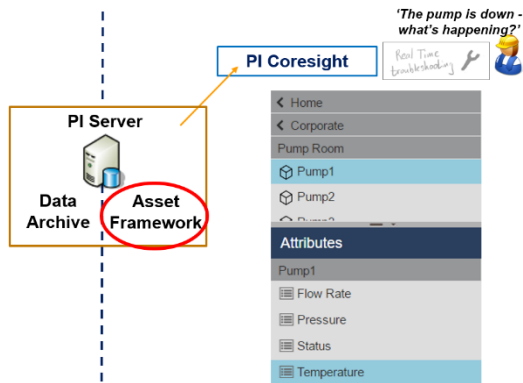 'The pump is down -
what's happening?'
PI Coresight
Real Time
troubleshooting
PI Server
Data
Archive
Asset
Framework
Home
Corporate
Pump Room
Pump1
Pump2
Pump3
Attributes
Pump1
Flow Rate
Pressure
Status
Temperature